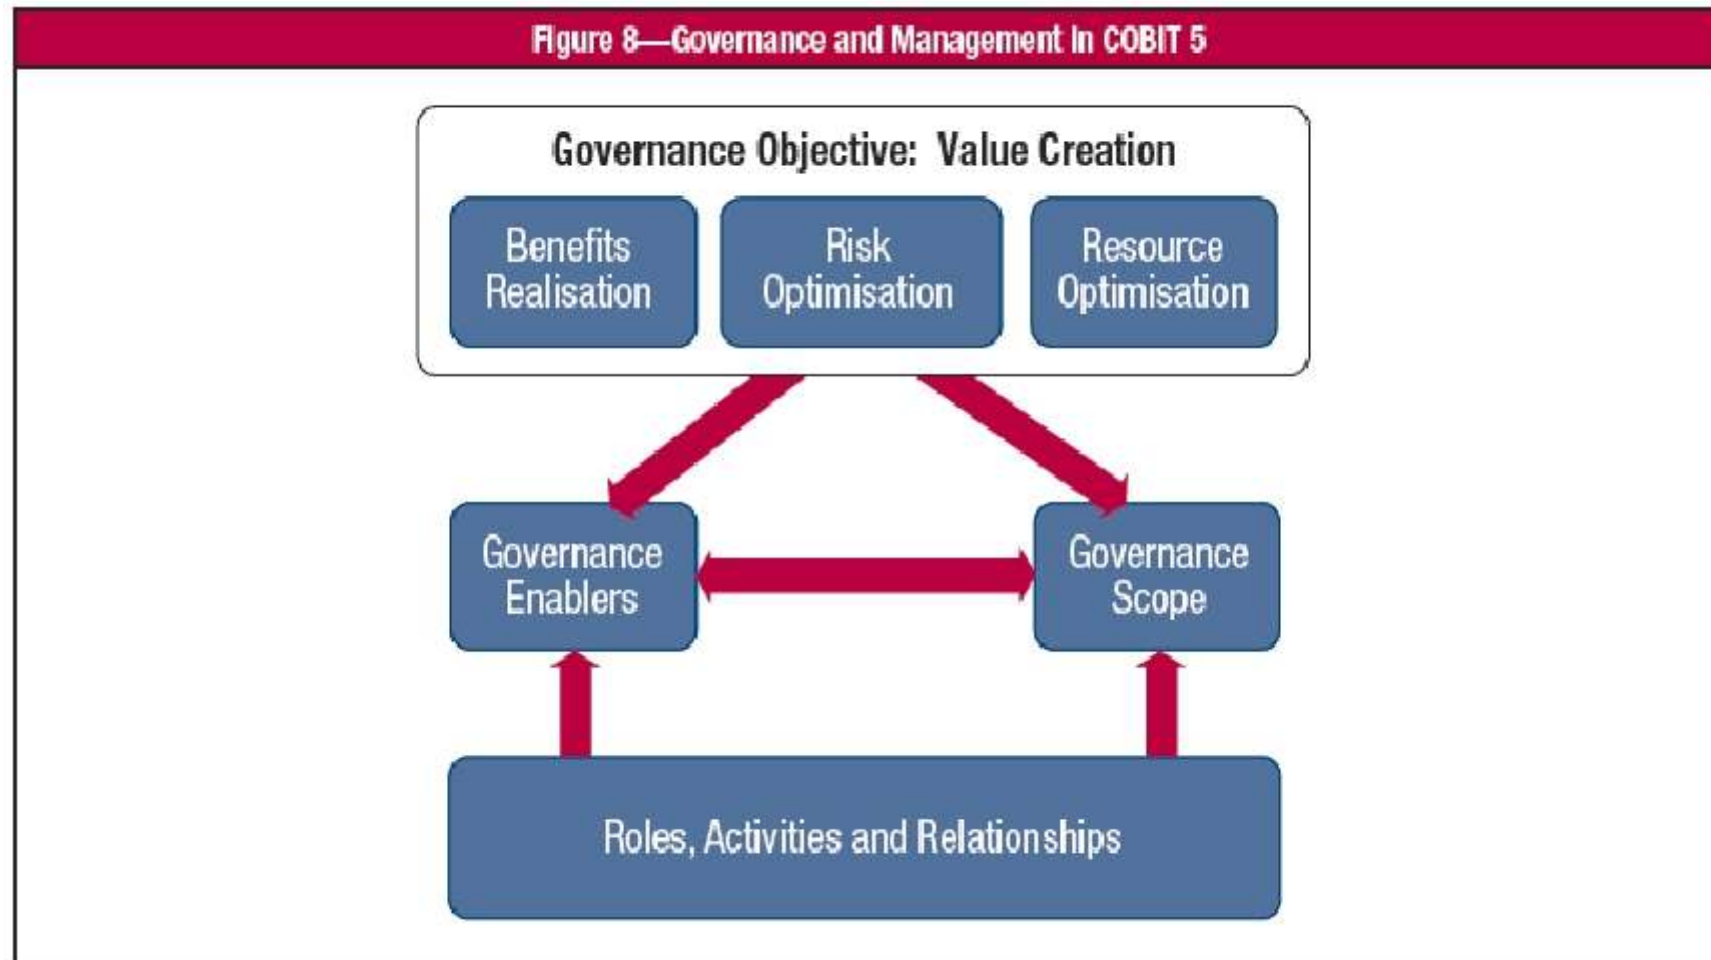 Figure 8—Governance and Management in COBIT 5
Governance Objective: Value Creation
Benefits
Realisation
Risk
Optimisation
Resource
Optimisation
Governance
Enablers
Governance
Scope
Roles, Activities and Relationships